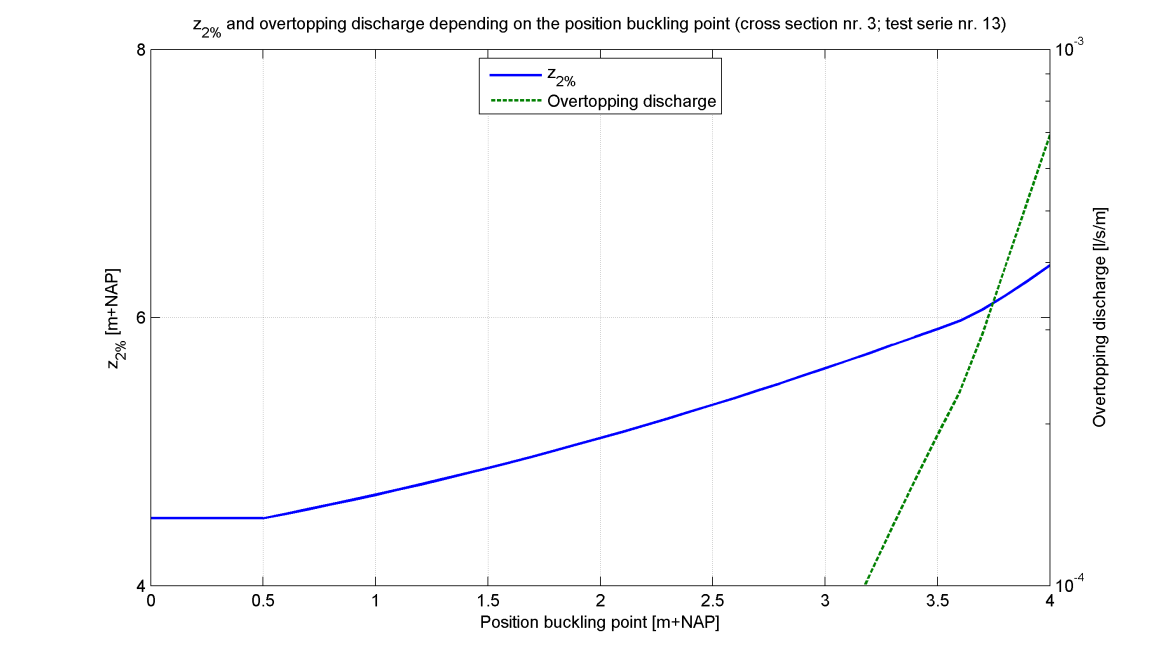 z2% and overtopping discharge depending on the position buckling point (cross section nr. 3; test serie nr. 13)
z2%
Overtopping discharge
8
6
4
z2% [m+NAP]
10-3
10-4
Overtopping discharge [l/s/m]
0 0.5 1 1.5 2 2.5 3 3.5 4
Position buckling point [m+NAP]